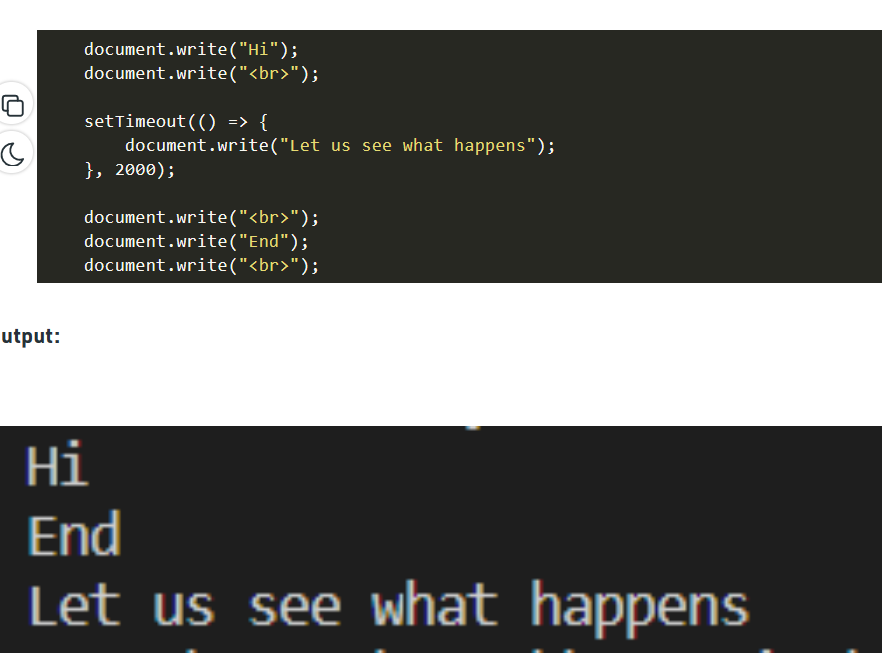 document.write("Hi");
document.write("<br>");
setTimeout(() => {
document.write("Let us see what happens");
}, 2000);
document.write("<br>");
document.write("End");
document.write("<br>");
utput:
Hi
End
Let us see what happens